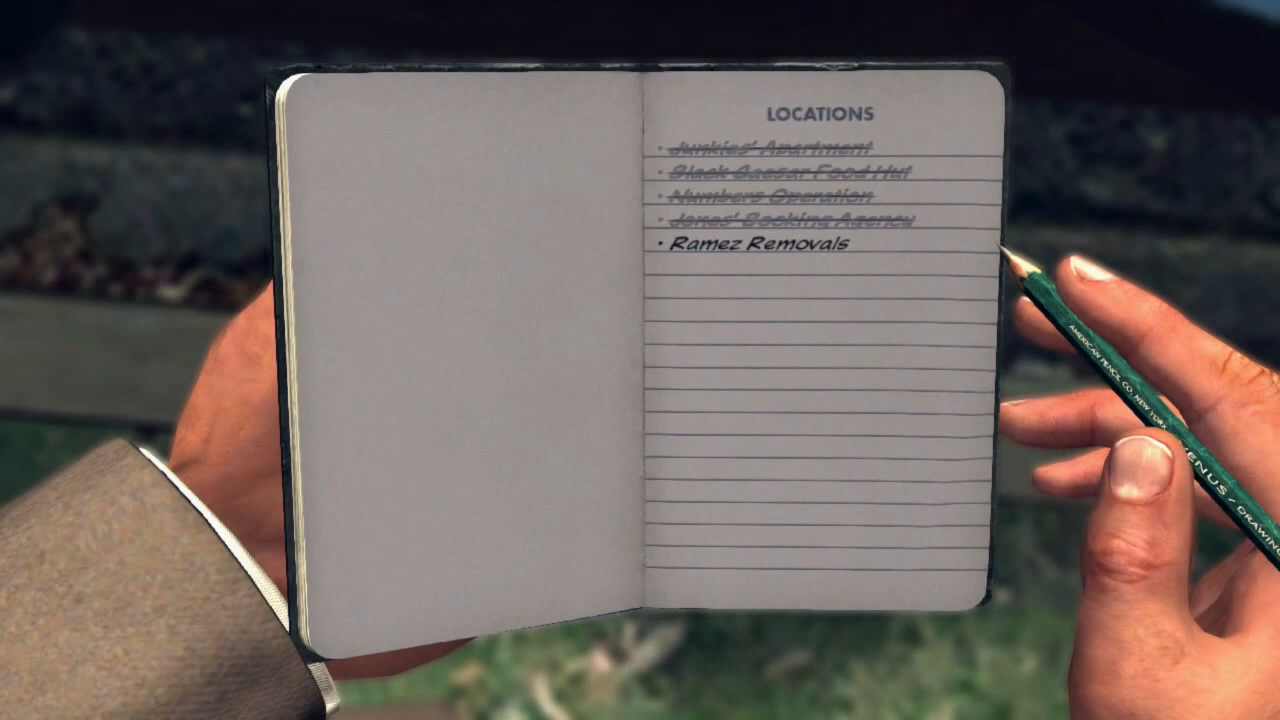 LOCATIONS
· Junkies' Apartment
· Black Caesar Food Hut
· Numbers Operation
· Jones' Booking Agency
· Ramez Removals
AMERICAN PENCIL CO. NEW YORK
VENUS / DRAWING